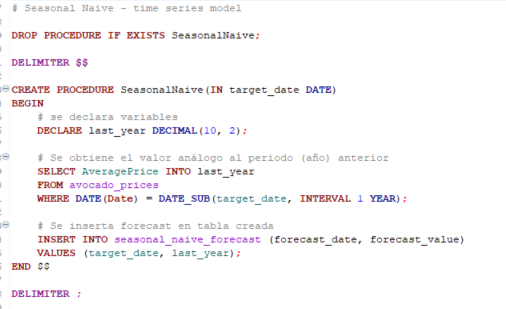 # Seasonal Naive - time series model
DROP PROCEDURE IF EXISTS SeasonalNaive;
DELIMITER $$
CREATE PROCEDURE SeasonalNaive(IN target_date DATE)
BEGIN
# se declara variables
DECLARE last_year DECIMAL(10, 2);
# Se obtiene el valor análogo al periodo (año) anterior
SELECT AveragePrice INTO last_year
FROM avocado_prices
WHERE DATE(Date) = DATE_SUB(target_date, INTERVAL 1 YEAR);
# Se inserta forecast en tabla creada
INSERT INTO seasonal_naive_forecast (forecast_date, forecast_value)
VALUES (target_date, last_year);
END $$
DELIMITER ;